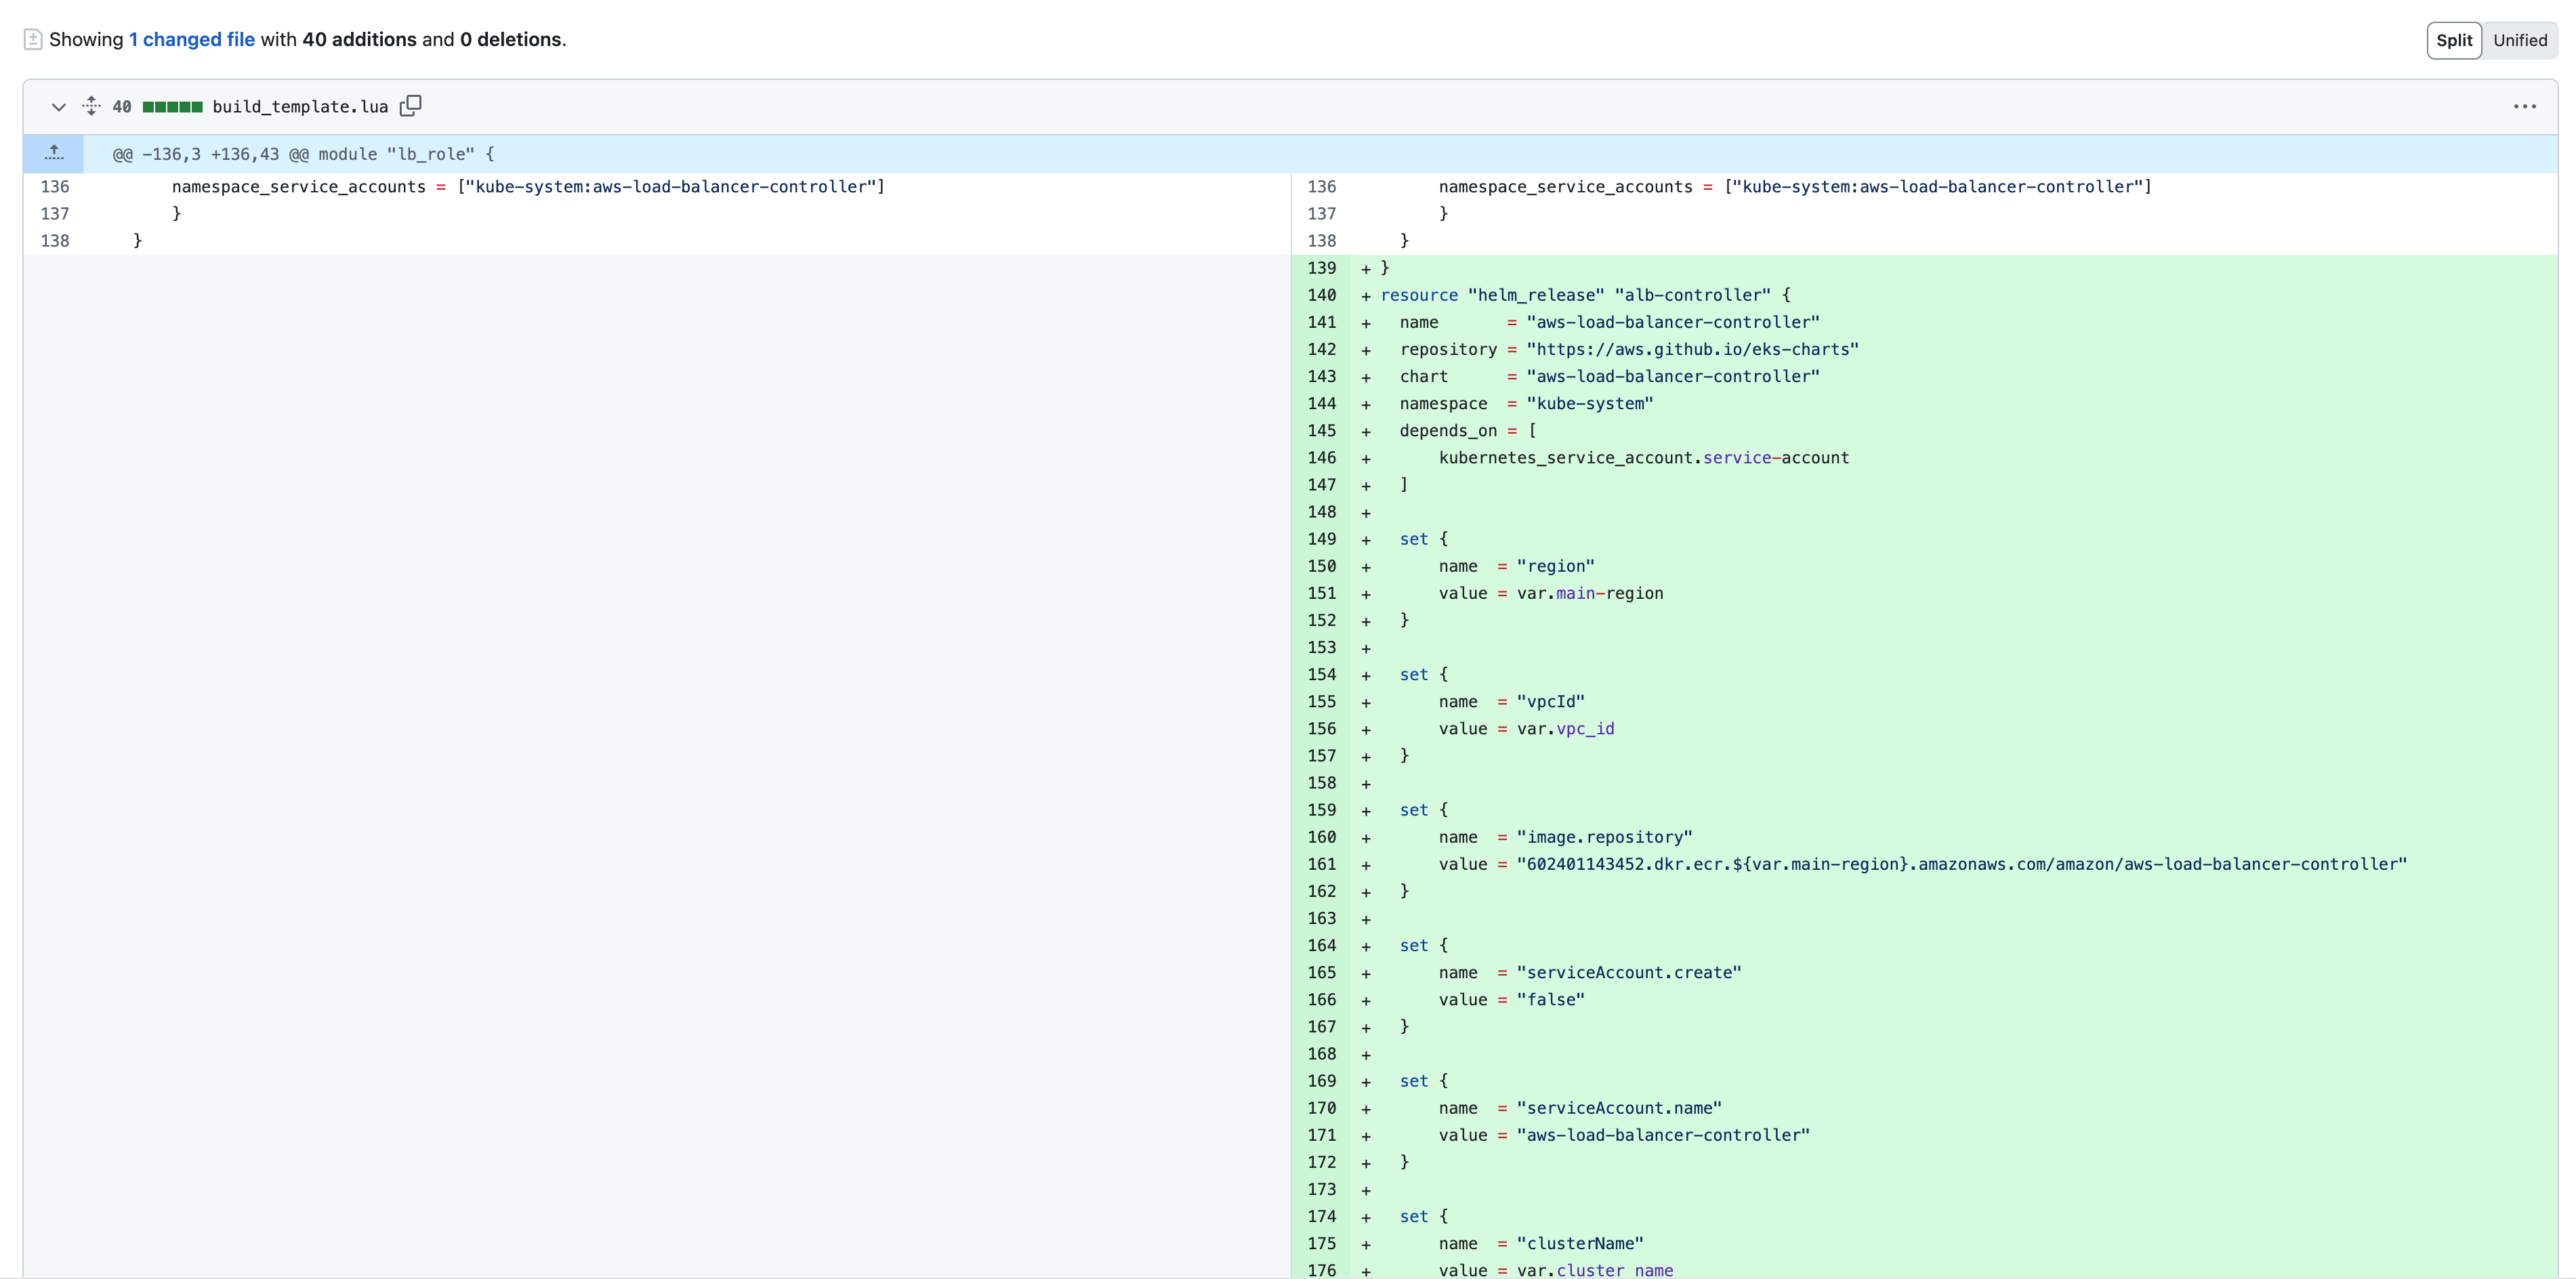 Showing 1 changed file with 40 additions and 0 deletions.
Split Unified
40 build_template.lua
@@ -136,3 +136,43 @@ module "lb_role" {
136 namespace_service_accounts = ["kube-system:aws-load-balancer-controller"]
137 }
138 }
136 namespace_service_accounts = ["kube-system:aws-load-balancer-controller"]
137 }
138 }
139 + }
140 + resource "helm_release" "alb-controller" {
141 + name = "aws-load-balancer-controller"
142 + repository = "https://aws.github.io/eks-charts"
143 + chart = "aws-load-balancer-controller"
144 + namespace = "kube-system"
145 + depends_on = [
146 + kubernetes_service_account.service-account
147 + ]
148 +
149 + set {
150 + name = "region"
151 + value = var.main-region
152 + }
153 +
154 + set {
155 + name = "vpcId"
156 + value = var.vpc_id
157 + }
158 +
159 + set {
160 + name = "image.repository"
161 + value = "602401143452.dkr.ecr.${var.main-region}.amazonaws.com/amazon/aws-load-balancer-controller"
162 + }
163 +
164 + set {
165 + name = "serviceAccount.create"
166 + value = "false"
167 + }
168 +
169 + set {
170 + name = "serviceAccount.name"
171 + value = "aws-load-balancer-controller"
172 + }
173 +
174 + set {
175 + name = "clusterName"
176 + value = var.cluster_name